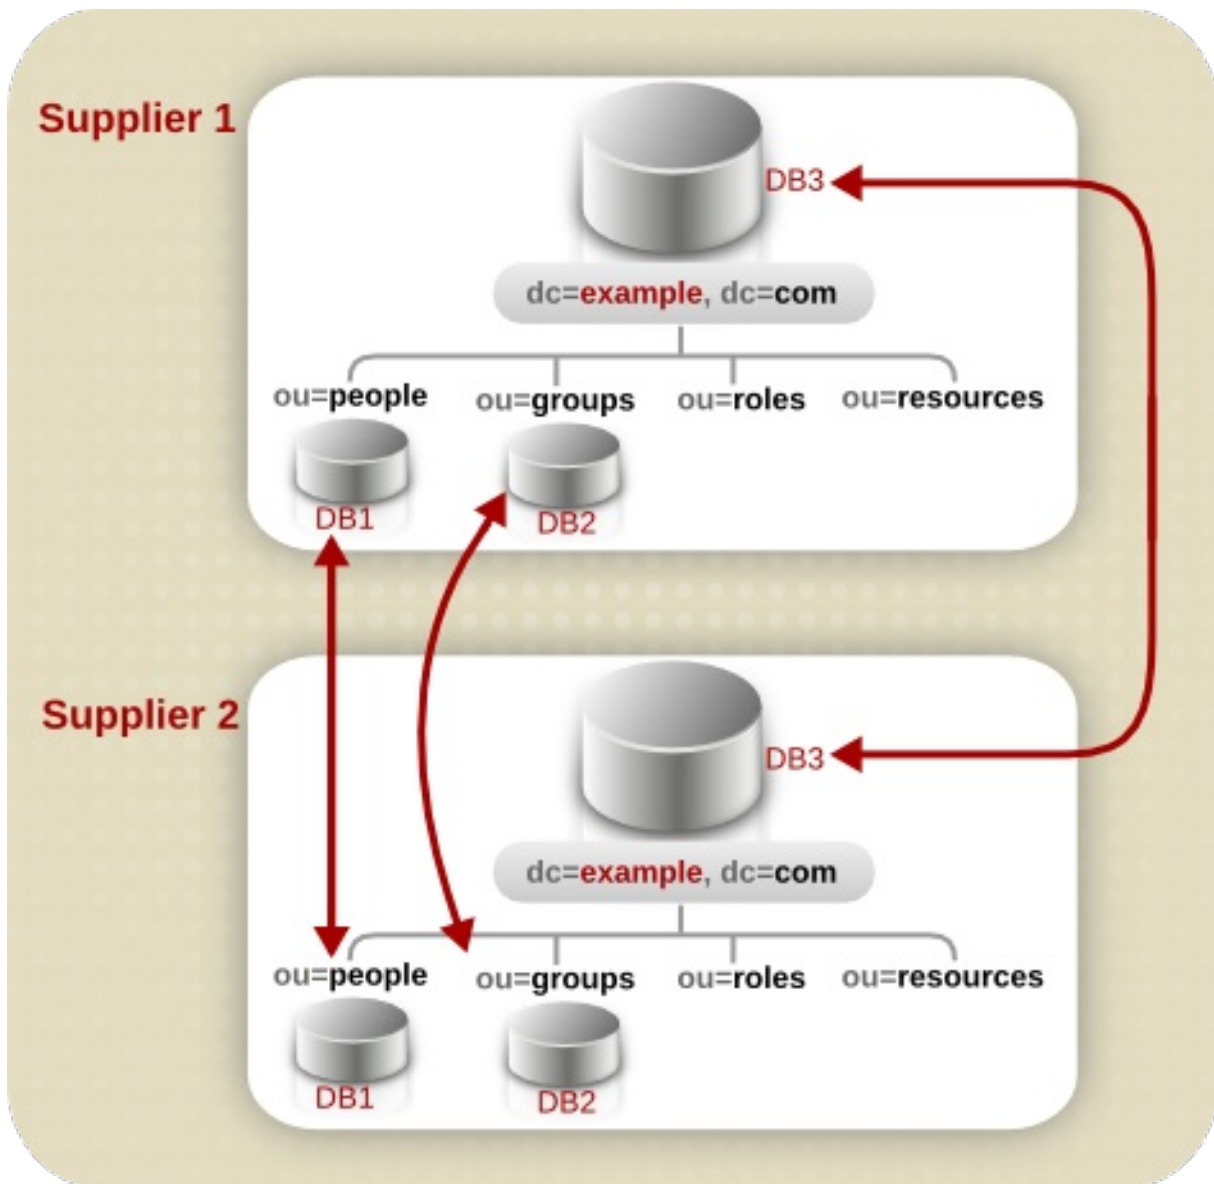 Supplier 1
DB3
dc=example, dc=com
ou=people ou=groups ou=roles ou=resources
DB1 DB2
Supplier 2
DB3
dc=example, dc=com
ou=people ou=groups ou=roles ou=resources
DB1 DB2